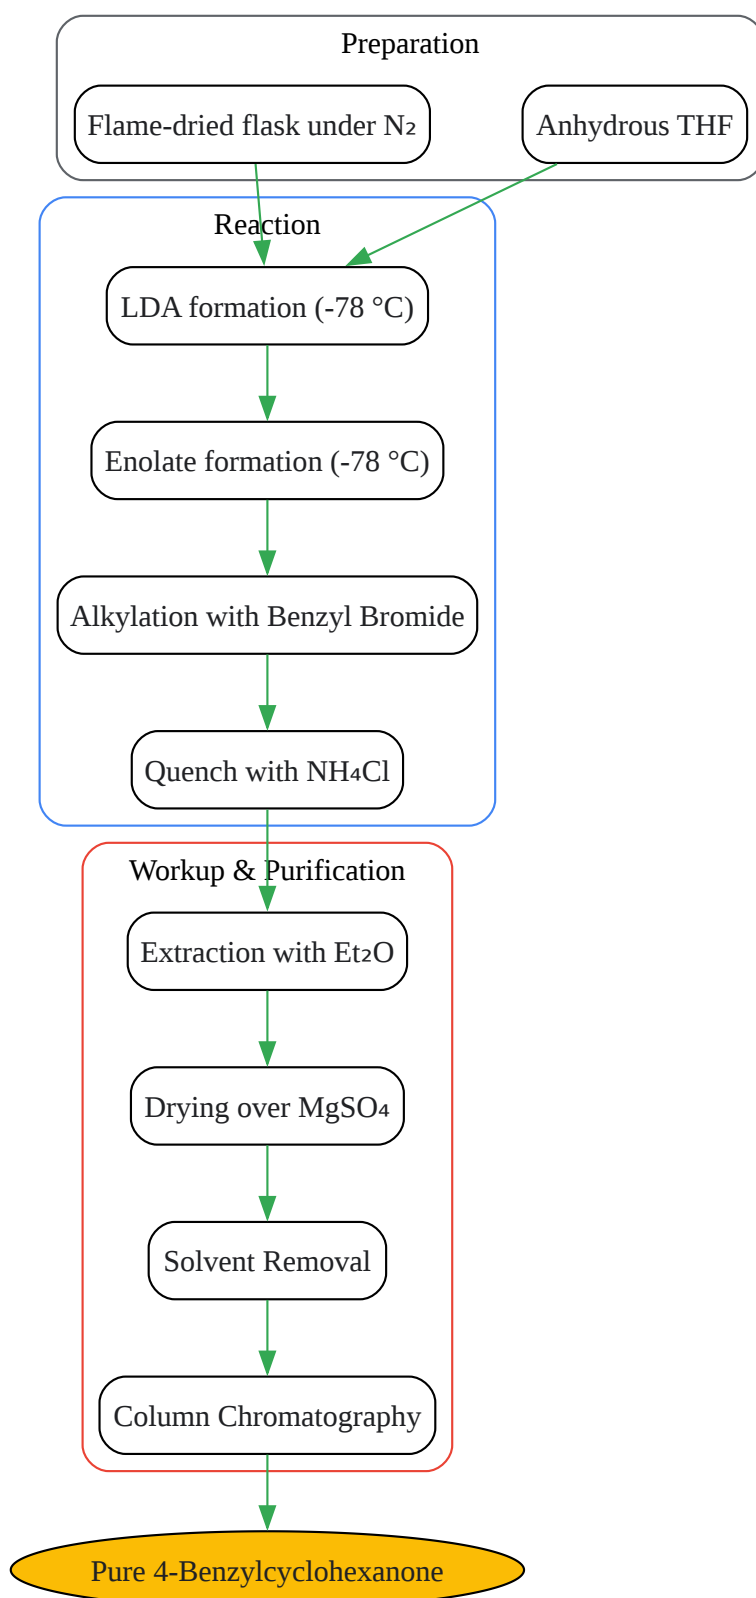 Preparation
Flame-dried flask under N₂
Anhydrous THF
Reaction
LDA formation (-78 °C)
Enolate formation (-78 °C)
Alkylation with Benzyl Bromide
Quench with NH₄Cl
Workup & Purification
Extraction with Et₂O
Drying over MgSO₄
Solvent Removal
Column Chromatography
Pure 4-Benzylcyclohexanone